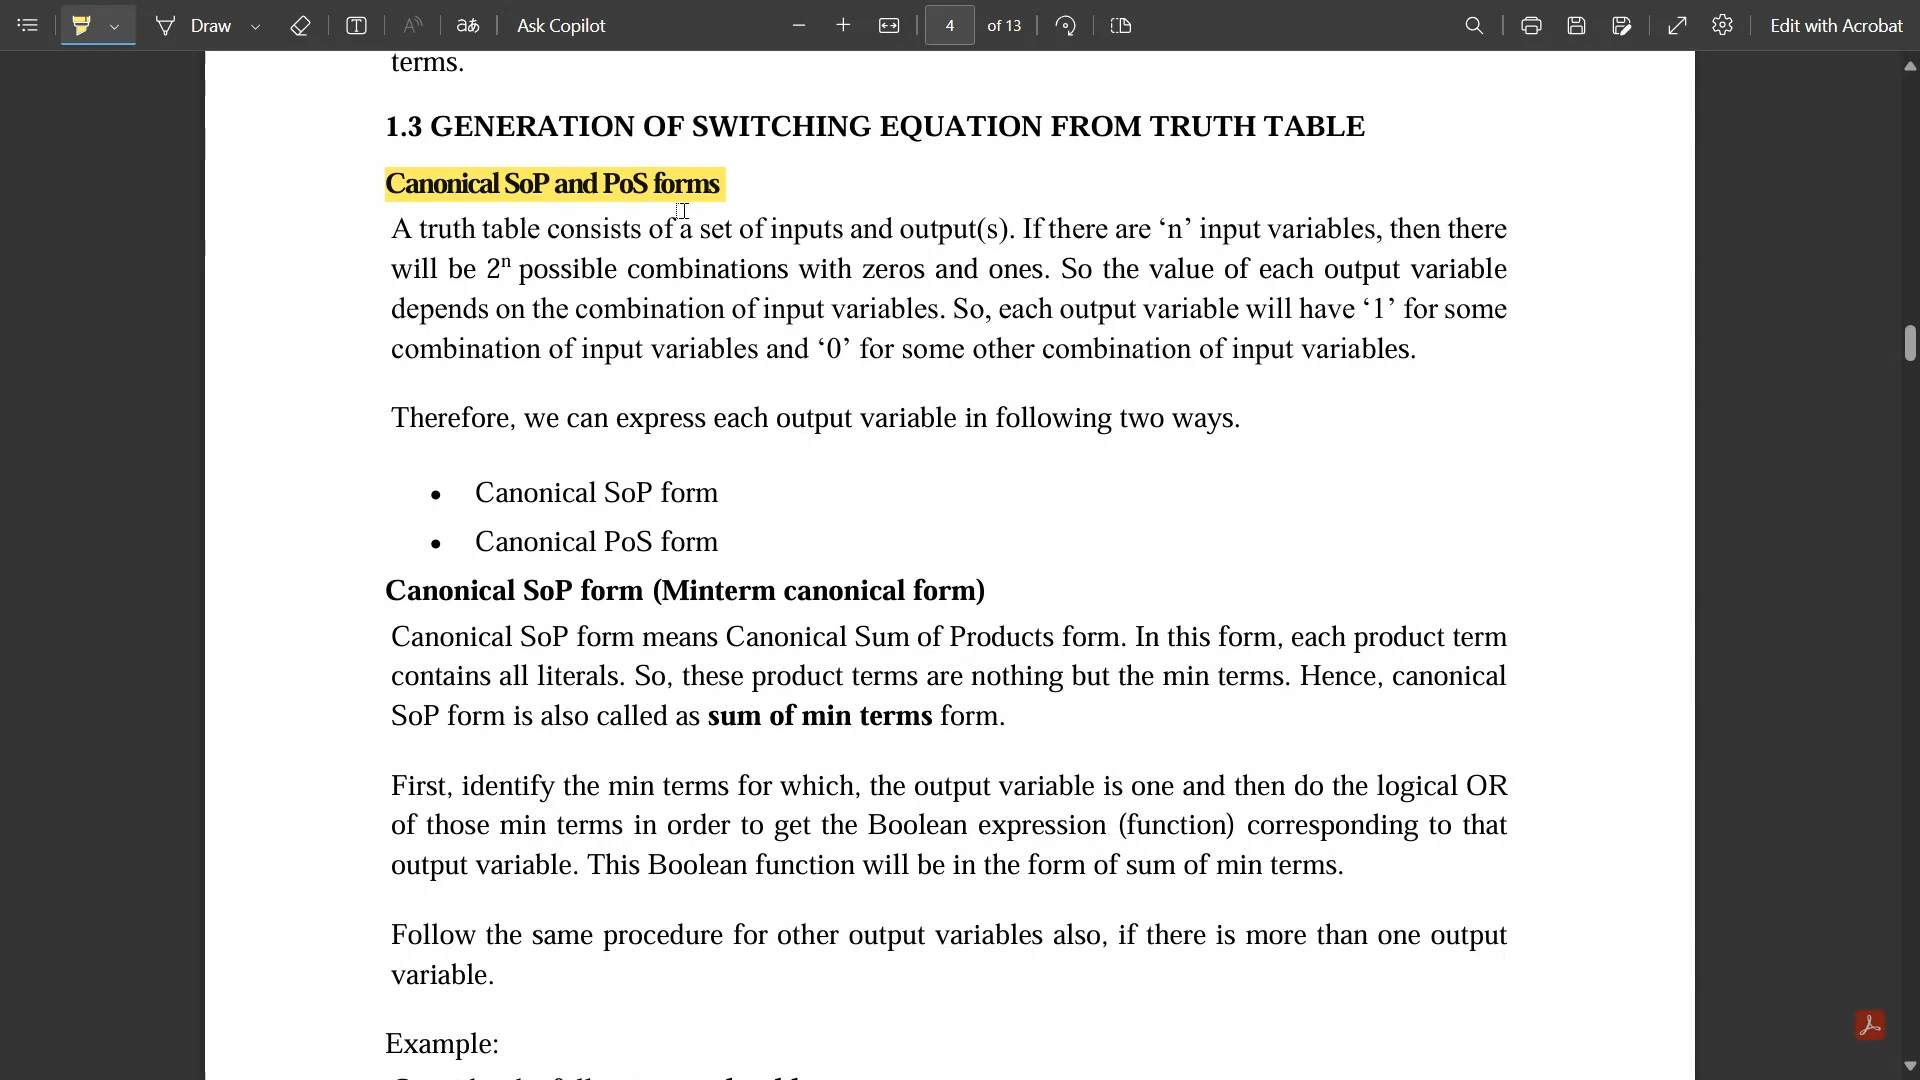 Draw
aあ
Ask Copilot
4 of 13
Edit with Acrobat
terms.
1.3 GENERATION OF SWITCHING EQUATION FROM TRUTH TABLE
Canonical SoP and PoS forms
A truth table consists of a set of inputs and output(s). If there are ‘n’ input variables, then there
will be 2ⁿ possible combinations with zeros and ones. So the value of each output variable
depends on the combination of input variables. So, each output variable will have ‘1’ for some
combination of input variables and ‘0’ for some other combination of input variables.
Therefore, we can express each output variable in following two ways.
• Canonical SoP form
• Canonical PoS form
Canonical SoP form (Minterm canonical form)
Canonical SoP form means Canonical Sum of Products form. In this form, each product term
contains all literals. So, these product terms are nothing but the min terms. Hence, canonical
SoP form is also called as sum of min terms form.
First, identify the min terms for which, the output variable is one and then do the logical OR
of those min terms in order to get the Boolean expression (function) corresponding to that
output variable. This Boolean function will be in the form of sum of min terms.
Follow the same procedure for other output variables also, if there is more than one output
variable.
Example: